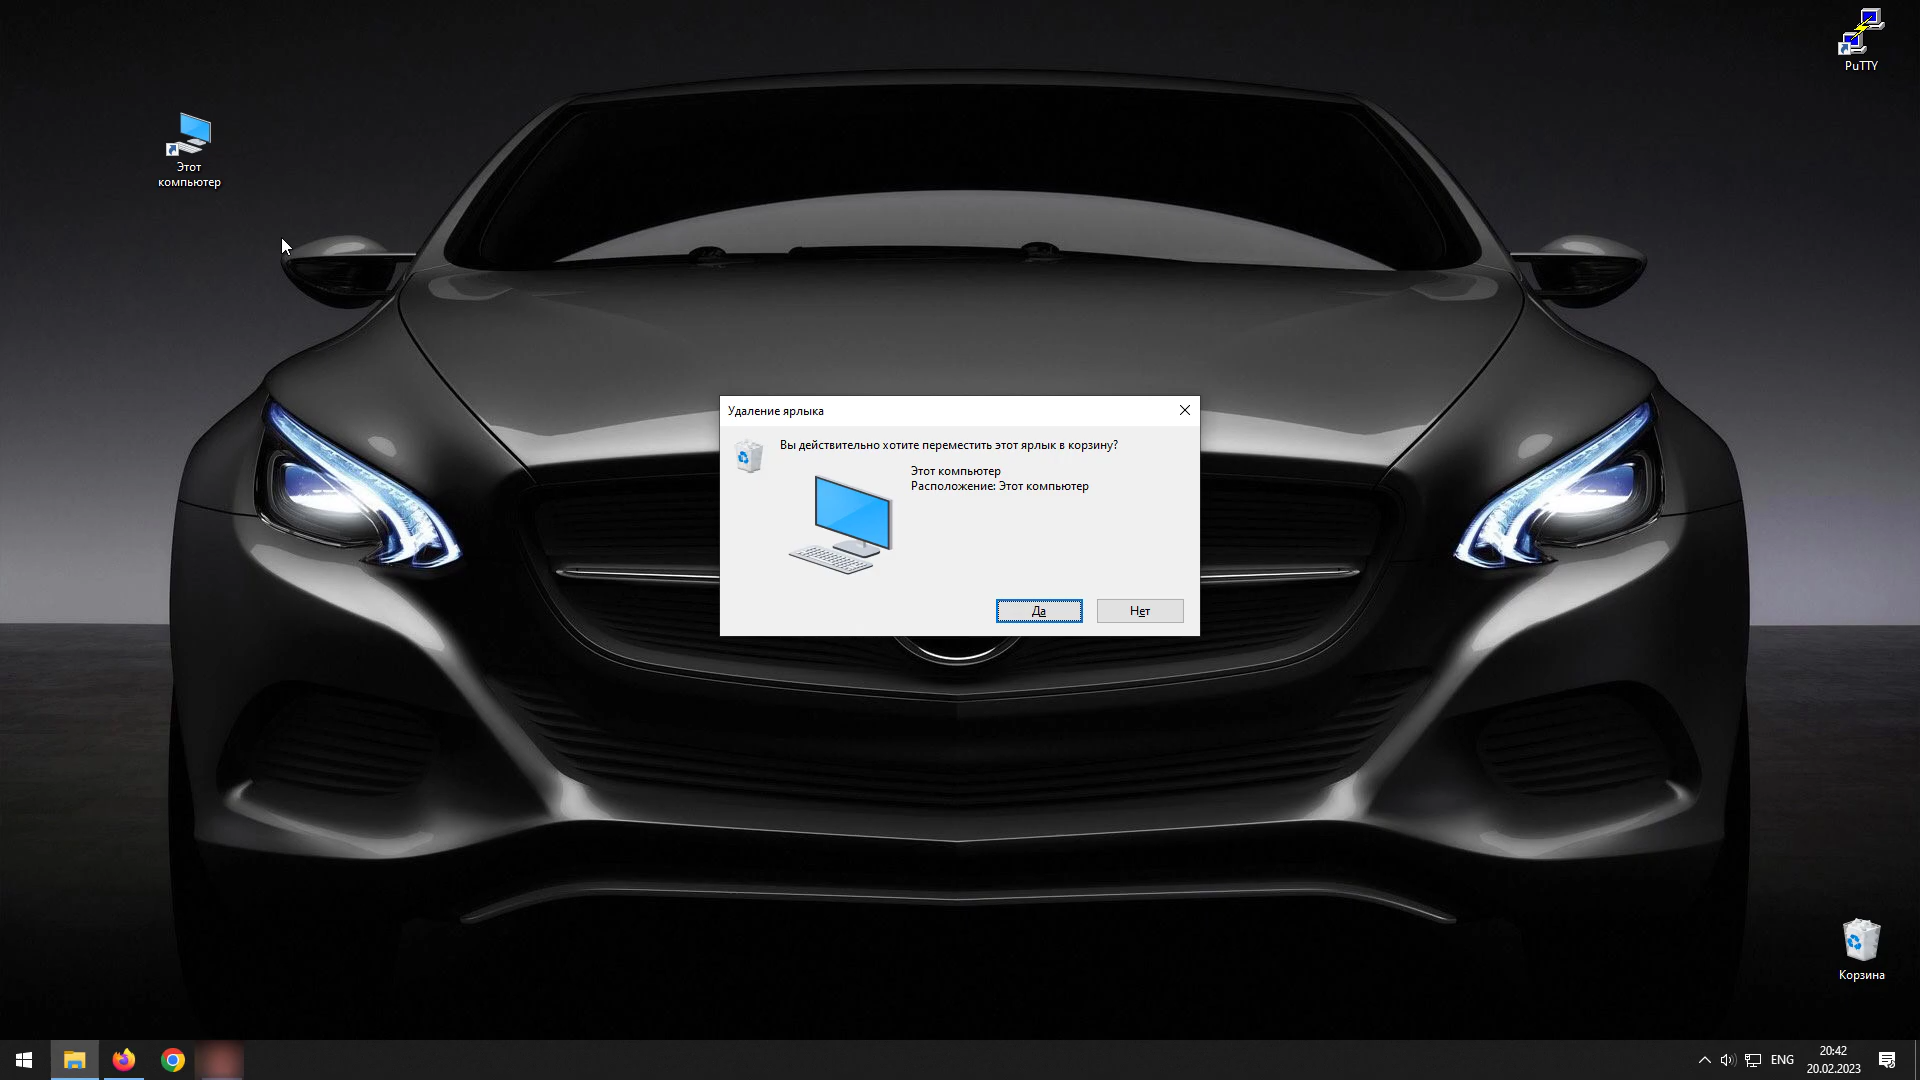 PuTTY
Этот
компьютер
Удаление ярлыка
Вы действительно хотите переместить этот ярлык в корзину?
Этот компьютер
Расположение: Этот компьютер
Да
Нет
Корзина
ENG
20:42
20.02.2023